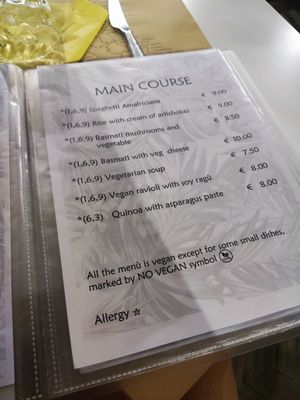 MAIN COURSE
*(1,6,9) Spaghetti Amatriciana € 9.00
*(1,6,9) Rice with cream of artichokes € 9.00
*(1,6,9) Basmati mushrooms and € 8.50
vegetable
*(1,6,9) Basmati with veg cheese € 10.00
*(1,6,9) Vegetarian soup € 7.50
*(1,6,9) Vegan ravioli with soy ragù € 8.00
*(6.3) Quinoa with asparagus paste € 8.00
All the menù is vegan except for some small dishes,
marked by NO VEGAN symbol
Allergy *